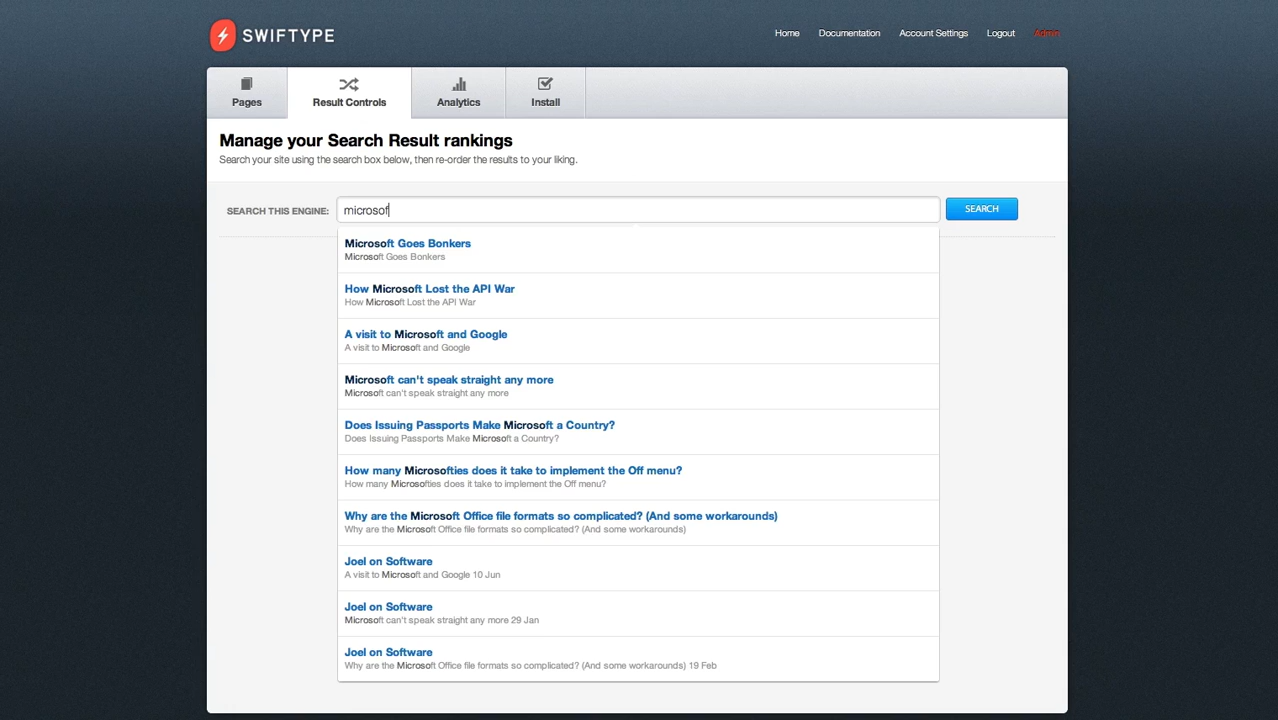 SWIFTYPE
Home Documentation Account Settings Logout Admin
Pages Result Controls Analytics Install
Manage your Search Result rankings
Search your site using the search box below, then re-order the results to your liking.
SEARCH THIS ENGINE: microsof SEARCH
Microsoft Goes Bonkers
Microsoft Goes Bonkers
How Microsoft Lost the API War
How Microsoft Lost the API War
A visit to Microsoft and Google
A visit to Microsoft and Google
Microsoft can't speak straight any more
Microsoft can't speak straight any more
Does Issuing Passports Make Microsoft a Country?
Does Issuing Passports Make Microsoft a Country?
How many Microsofties does it take to implement the Off menu?
How many Microsofties does it take to implement the Off menu?
Why are the Microsoft Office file formats so complicated? (And some workarounds)
Why are the Microsoft Office file formats so complicated? (And some workarounds)
Joel on Software
A visit to Microsoft and Google 10 Jun
Joel on Software
Microsoft can't speak straight any more 29 Jan
Joel on Software
Why are the Microsoft Office file formats so complicated? (And some workarounds) 19 Feb